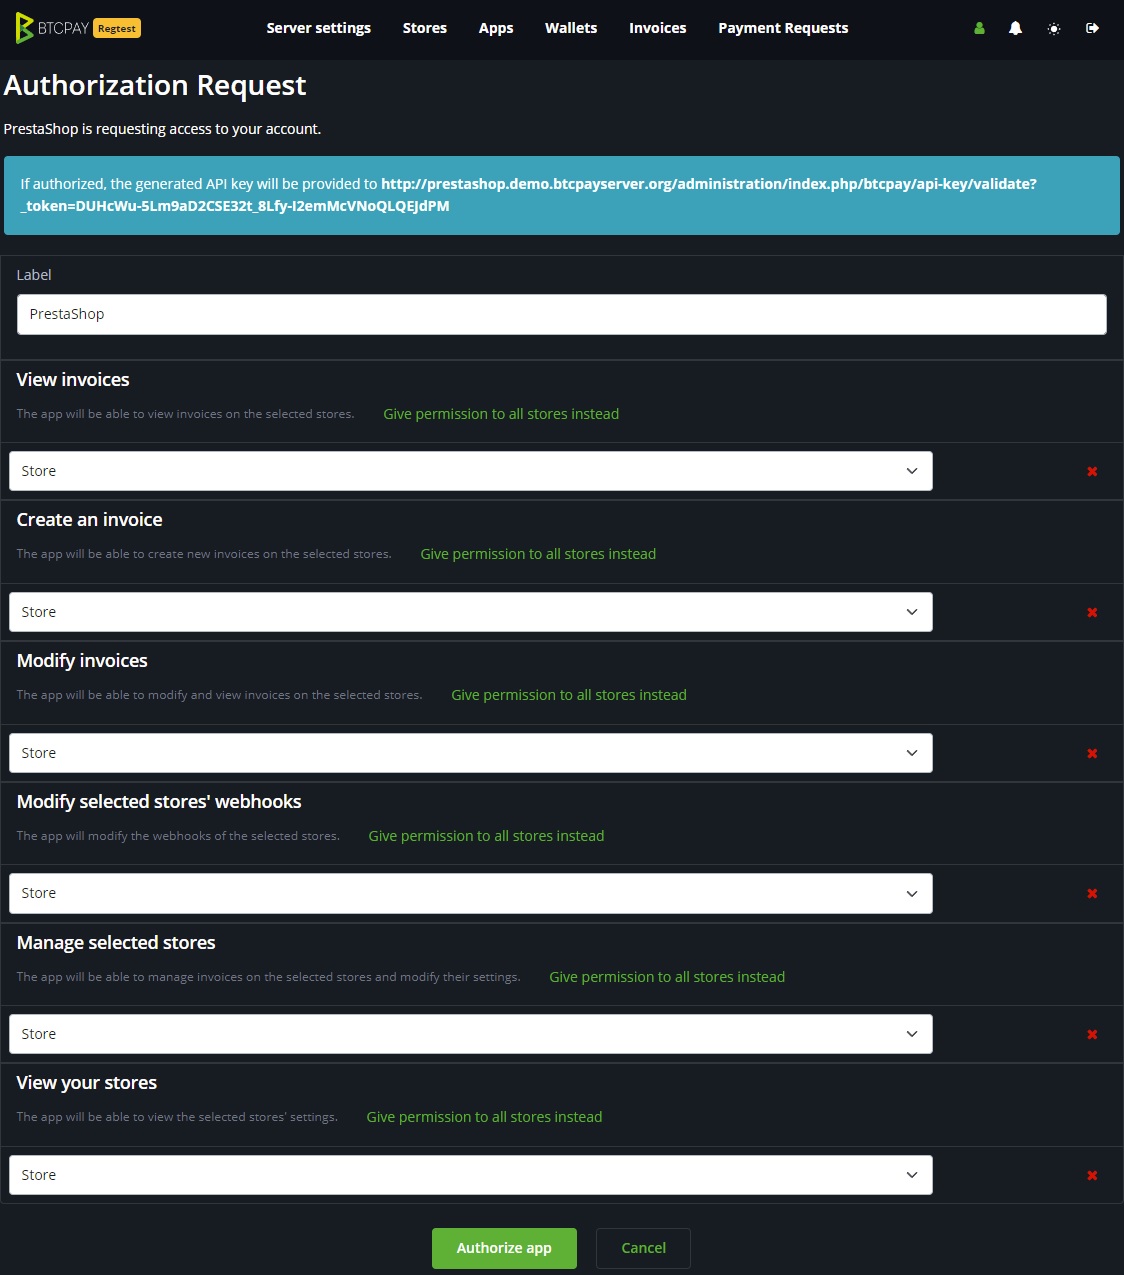 BTCPAY Regtest Server settings Stores Apps Wallets Invoices Payment Requests
Authorization Request
PrestaShop is requesting access to your account.
If authorized, the generated API key will be provided to http://prestashop.demo.btcpayserver.org/administration/index.php/btcpay/api-key/validate?
_token=DUHcWu-5Lm9aD2CSE32t_8Lfy-I2emMcVNoQLQEJdPM
Label
PrestaShop
View invoices
The app will be able to view invoices on the selected stores. Give permission to all stores instead
Store
Create an invoice
The app will be able to create new invoices on the selected stores. Give permission to all stores instead
Store
Modify invoices
The app will be able to modify and view invoices on the selected stores. Give permission to all stores instead
Store
Modify selected stores' webhooks
The app will modify the webhooks of the selected stores. Give permission to all stores instead
Store
Manage selected stores
The app will be able to manage invoices on the selected stores and modify their settings. Give permission to all stores instead
Store
View your stores
The app will be able to view the selected stores' settings. Give permission to all stores instead
Store
Authorize app Cancel